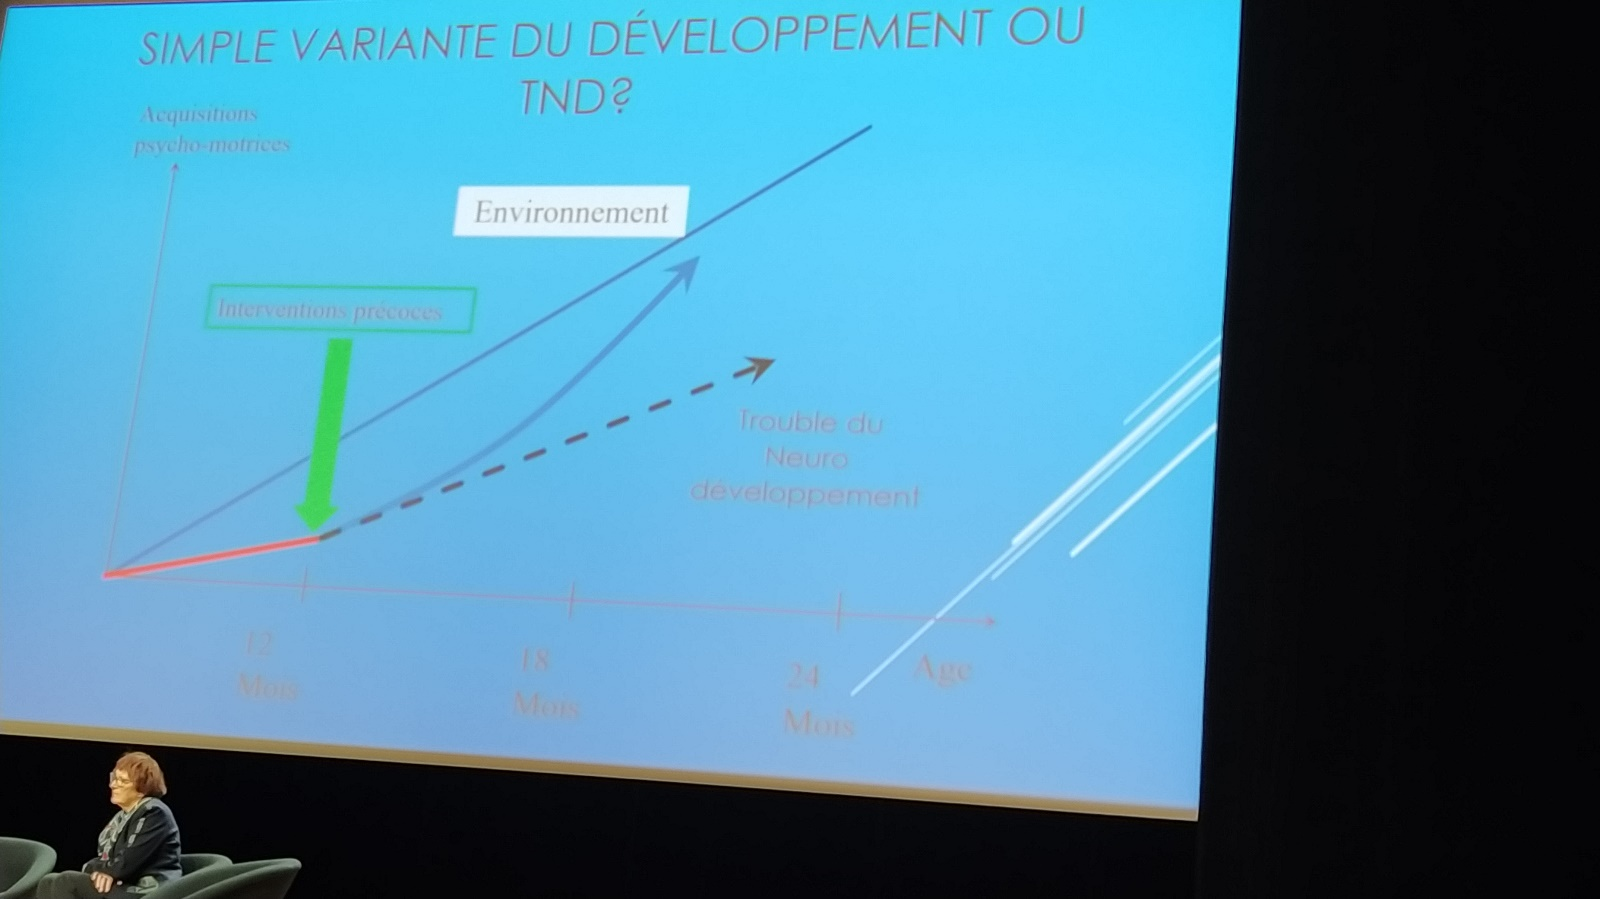 SIMPLE VARIANTE DU DÉVELOPPEMENT OU
TND?
Acquisitions
psycho-motrices
Environnement
Interventions précoces
Trouble du
Neuro
développement
12
Mois
18
Mois
24
Mois
Age